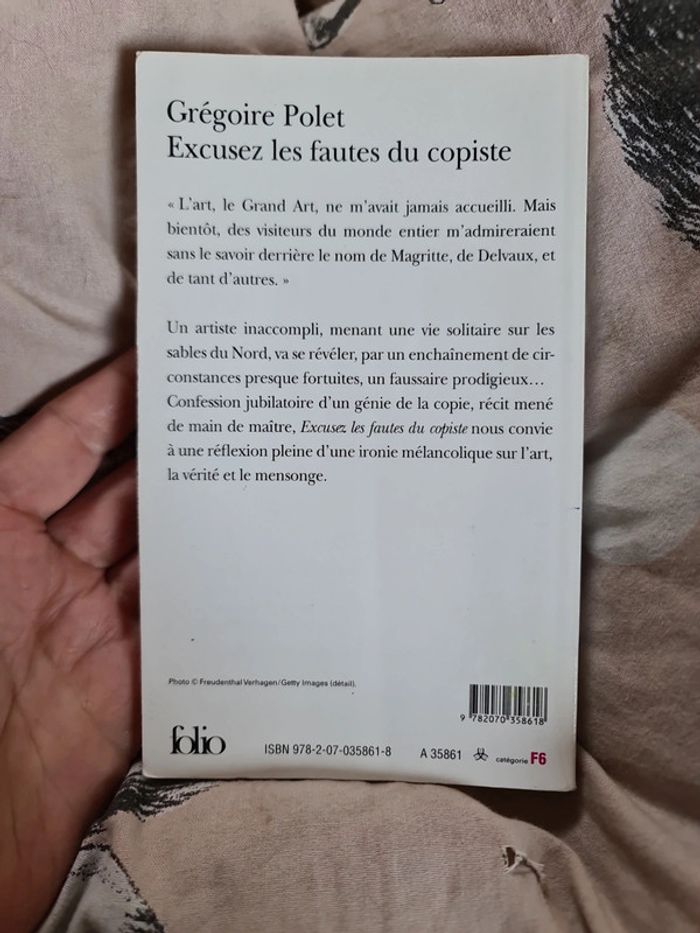 Grégoire Polet
Excusez les fautes du copiste
« L'art, le Grand Art, ne m'avait jamais accueilli. Mais
bientôt, des visiteurs du monde entier m'admireraient
sans le savoir derrière le nom de Magritte, de Delvaux, et
de tant d'autres. »
Un artiste inaccompli, menant une vie solitaire sur les
sables du Nord, va se révéler, par un enchaînement de cir-
constances presque fortuites, un faussaire prodigieux…
Confession jubilatoire d'un génie de la copie, récit mené
de main de maître, Excusez les fautes du copiste nous convie
à une réflexion pleine d'une ironie mélancolique sur l'art,
la vérité et le mensonge.
Photo © Freudenthal Verhagen/Getty Images (détail).
9 782070 358618
folio ISBN 978-2-07-035861-8 A 35861 catégorie F6